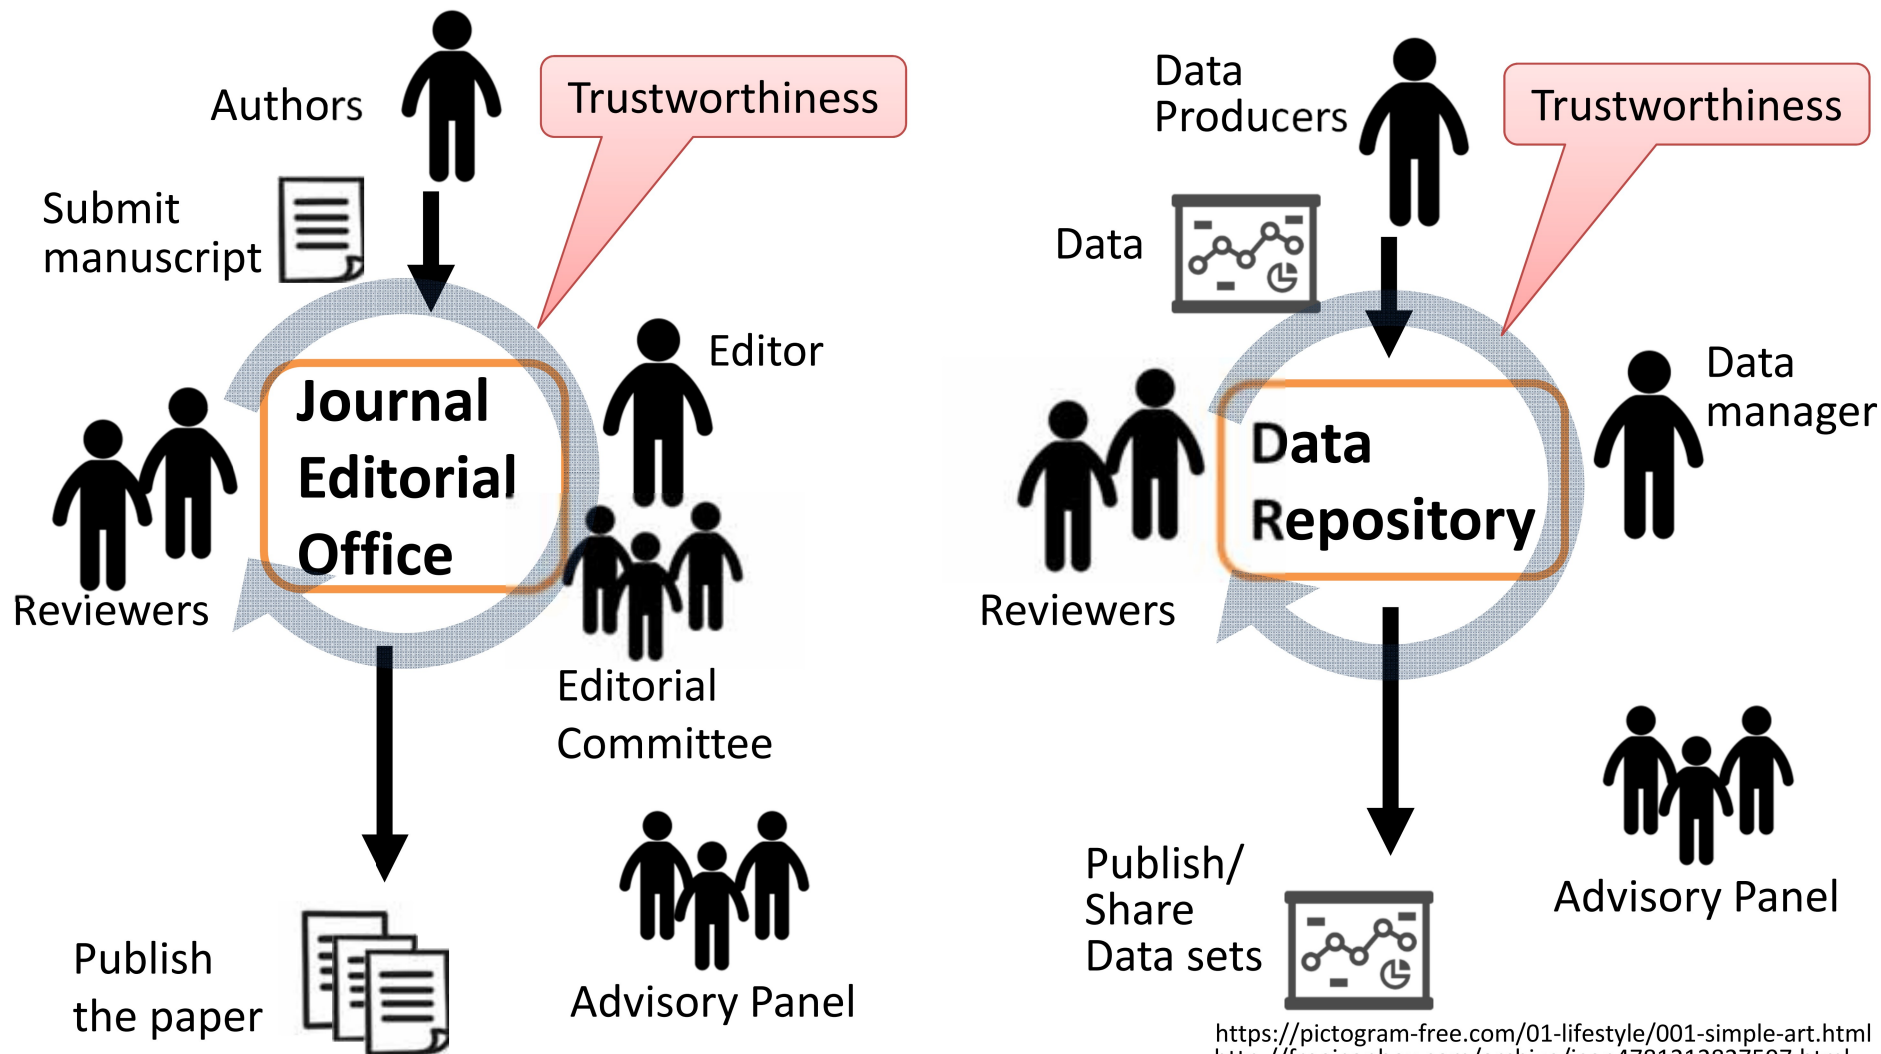 Authors
Trustworthiness
Submit
manuscript
Editor
Journal
Editorial
Office
Reviewers
Editorial
Committee
Advisory Panel
Publish
the paper
Data
Producers
Trustworthiness
Data
Data
manager
Data
Repository
Reviewers
Advisory Panel
Publish/
Share
Data sets
https://pictogram-free.com/01-lifestyle/001-simple-art.html